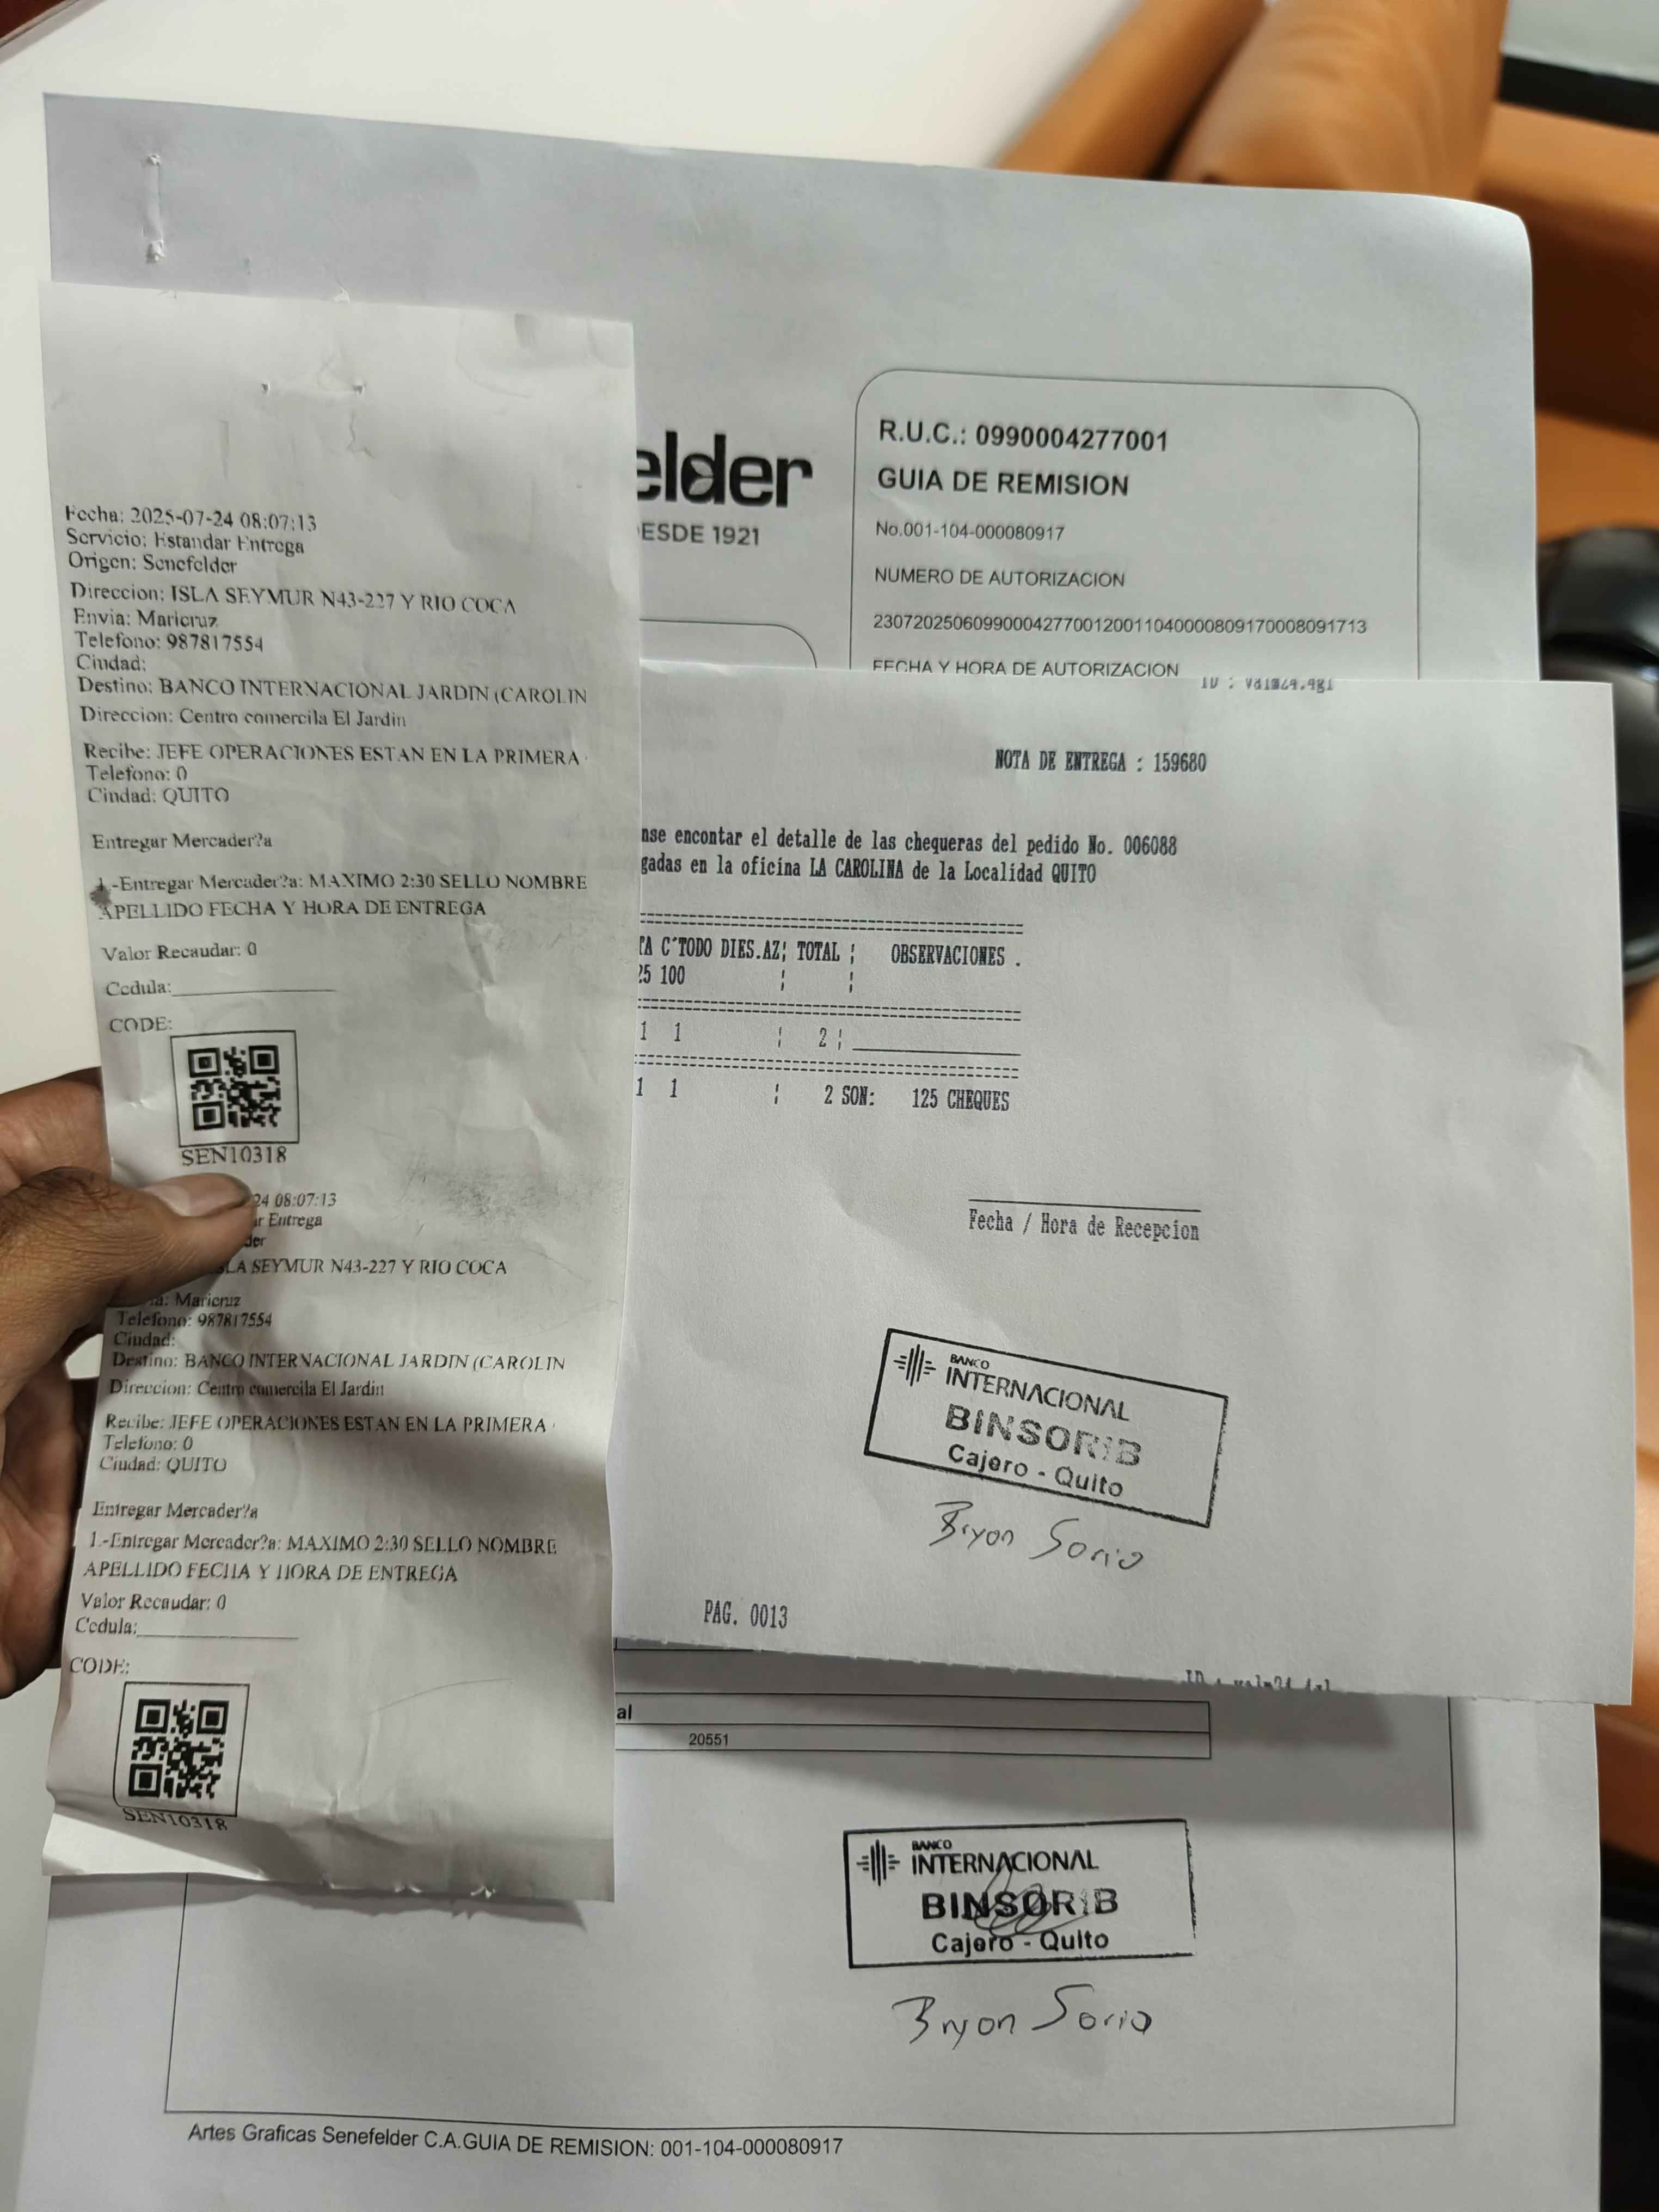 Fecha: 2025-07-24 08:07:13
Servicio: Estandar Entrega
Origen: Senefelder
Direccion: ISLA SEYMUR N43-227 Y RIO COCA
Envia: Maricruz
Telefono: 987817554
Ciudad:
Destino: BANCO INTERNACIONAL JARDIN (CAROLIN
Direccion: Centro comercila El Jardin
Recibe: JEFE OPERACIONES ESTAN EN LA PRIMERA
Telefono: 0
Ciudad: QUITO
Entregar Mercader?a
1.-Entregar Mercader?a: MAXIMO 2:30 SELLO NOMBRE
APELLIDO FECHA Y HORA DE ENTREGA
Valor Recaudar: 0
Cedula:
CODE:
SEN10318
24 08:07:13
ar Entrega
der
SLA SEYMUR N43-227 Y RIO COCA
a: Maricruz
Telefono: 987817554
Ciudad:
Destino: BANCO INTERNACIONAL JARDIN (CAROLIN
Direccion: Centro comercila El Jardin
Recibe: JEFE OPERACIONES ESTAN EN LA PRIMERA
Telefono: 0
Ciudad: QUITO
Entregar Mercader?a
1.-Entregar Mercader?a: MAXIMO 2:30 SELLO NOMBRE
APELLIDO FECHA Y HORA DE ENTREGA
Valor Recaudar: 0
Cedula:
CODE:
SEN10318
elder
ESDE 1921
R.U.C.: 0990004277001
GUIA DE REMISION
No.001-104-000080917
NUMERO DE AUTORIZACION
2307202506099000427700120011040000809170008091713
FECHA Y HORA DE AUTORIZACION
NOTA DE ENTREGA : 159680
nse encontar el detalle de las chequeras del pedido No. 006088
gadas en la oficina LA CAROLINA de la Localidad QUITO
TA C´TODO DIES.AZ¦ TOTAL ¦ OBSERVACIONES .
25 100 ¦ ¦
1 1 ¦ 2 ¦
1 1 ¦ 2 SON: 125 CHEQUES
Fecha / Hora de Recepcion
BANCO
INTERNACIONAL
BINSORIB
Cajero - Quito
Bryon Soria
PAG. 0013
al
20551
BANCO
INTERNACIONAL
BINSORIB
Cajero - Quito
Bryon Soria
Artes Graficas Senefelder C.A.GUIA DE REMISION: 001-104-000080917